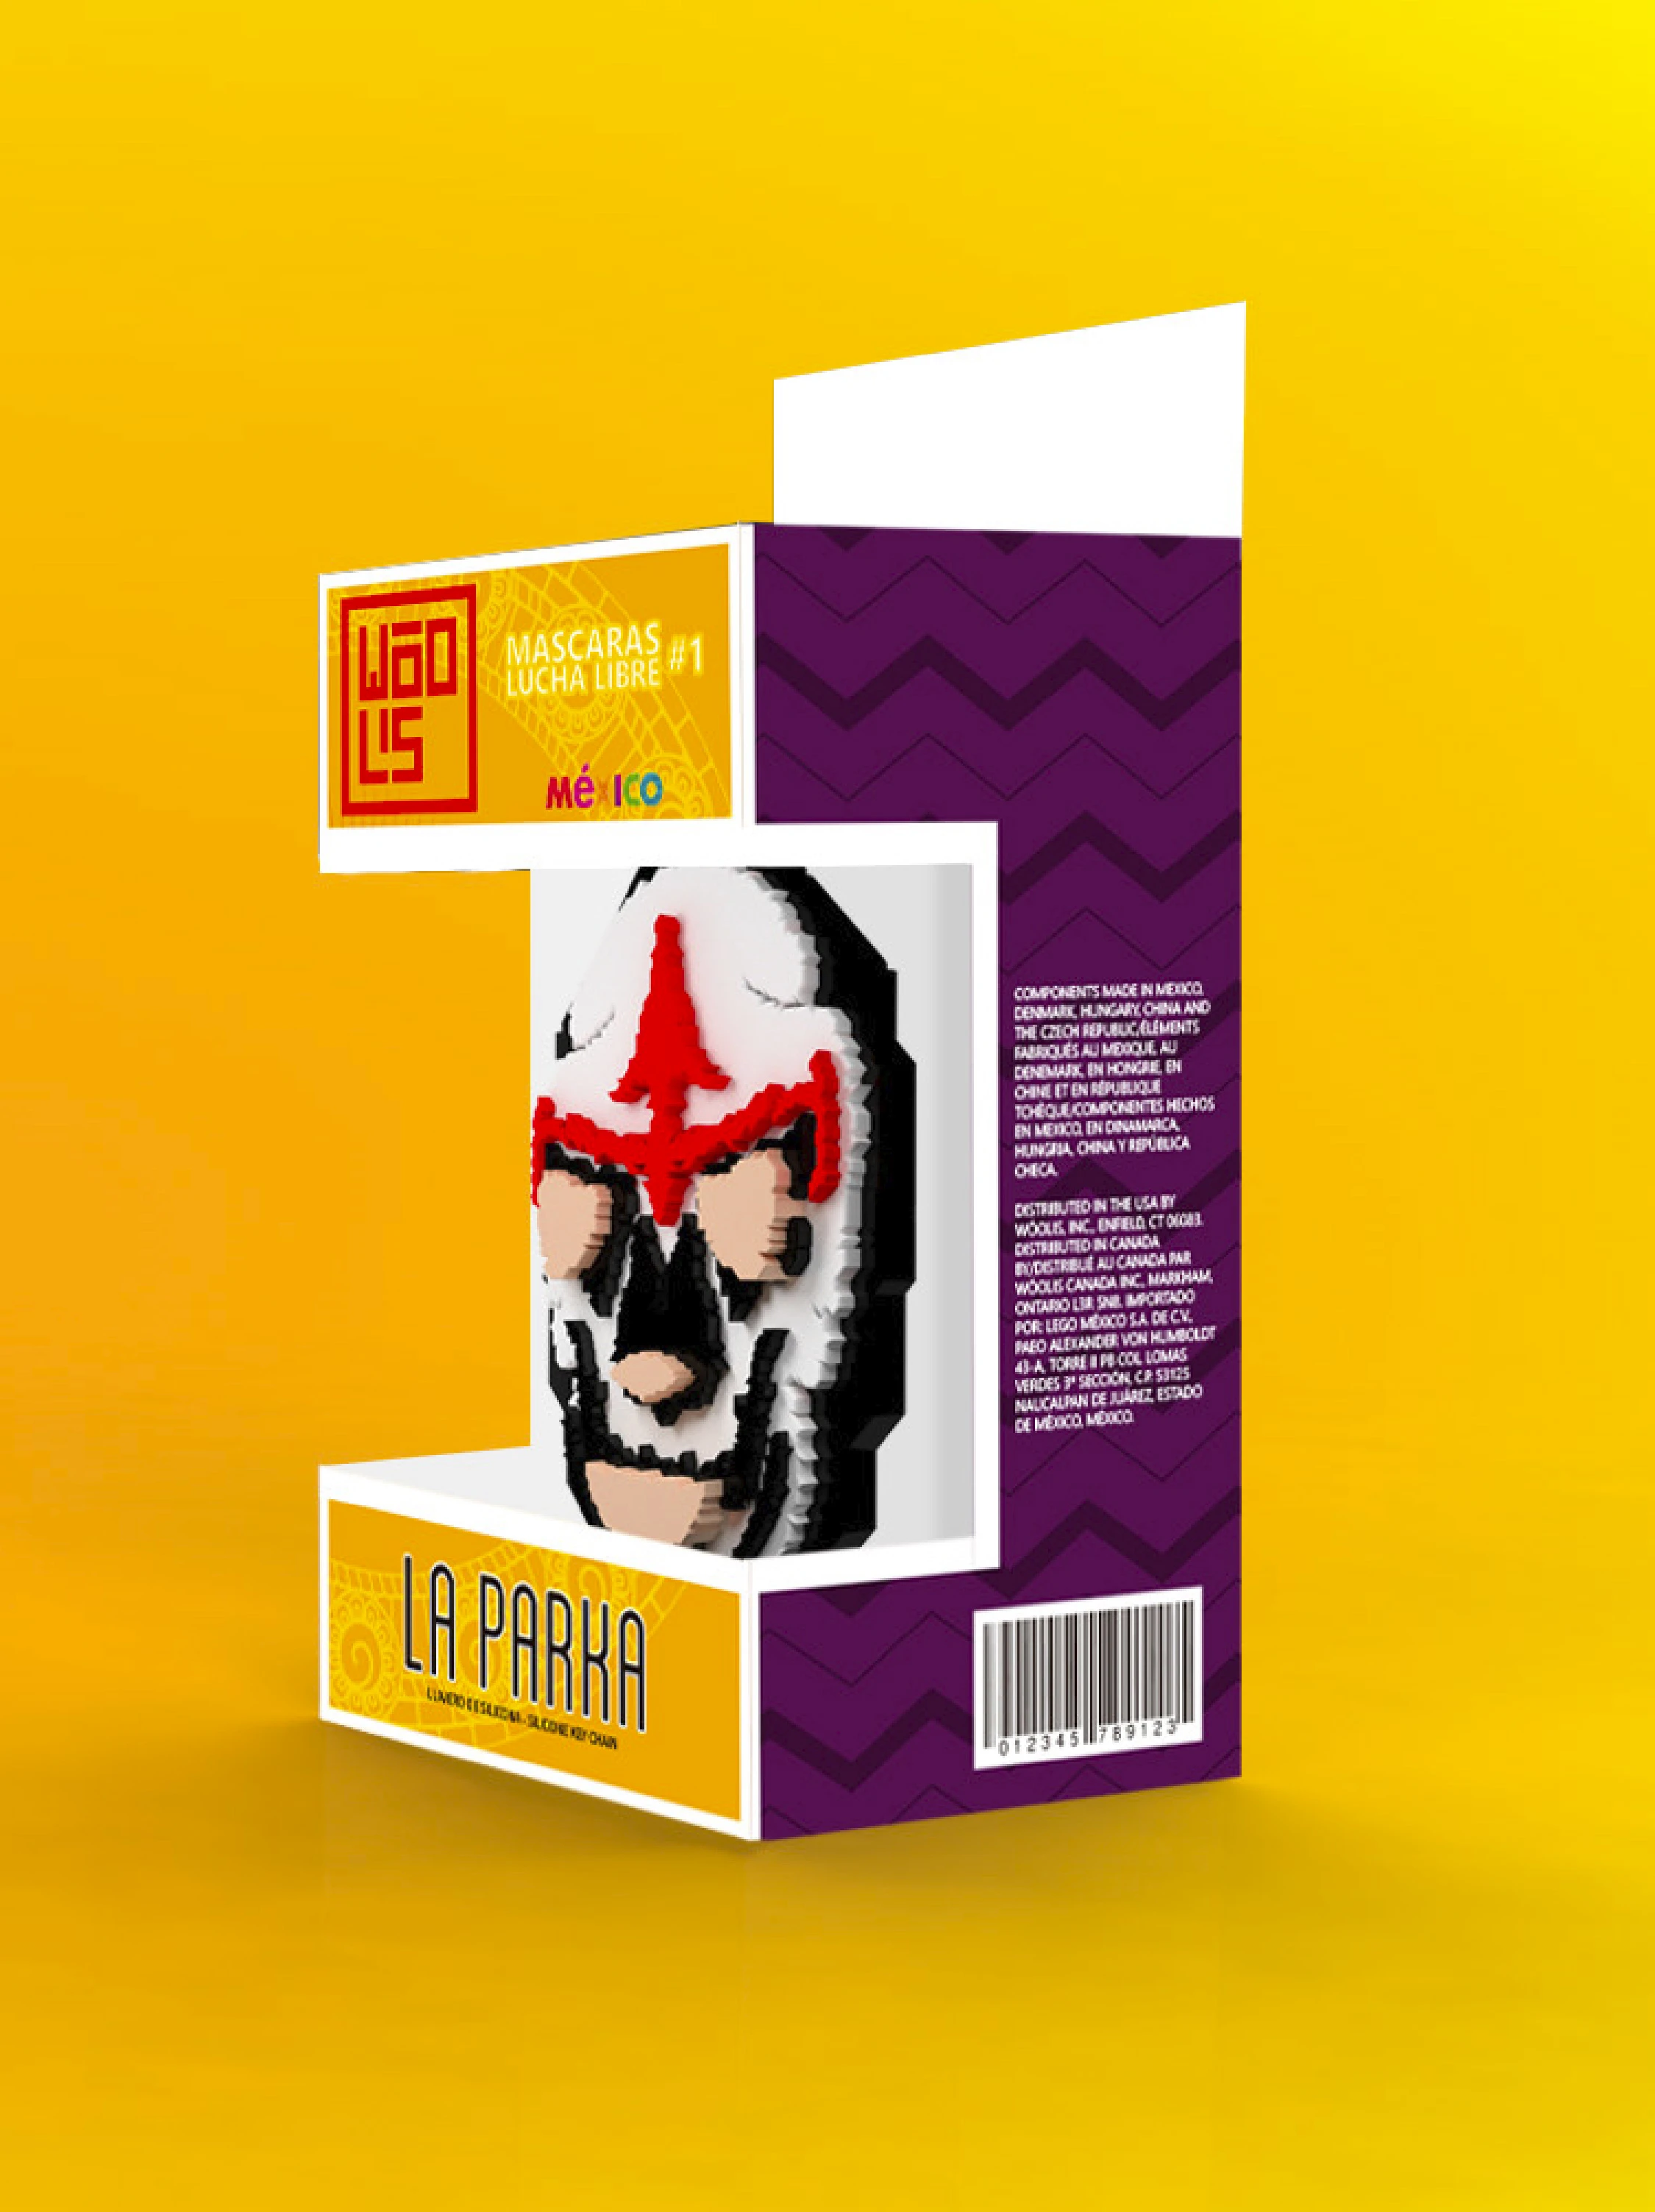 WŌO
LIS
MASCARAS
LUCHA LIBRE
#1
MéxICO
LA PARKA
LLAVERO DE SILICONA - SILICONE KEY CHAIN
COMPONENTS MADE IN MEXICO,
DENMARK, HUNGARY, CHINA AND
THE CZECH REPUBLIC/ÉLÉMENTS
FABRIQUÉS AU MEXIQUE, AU
DENEMARK, EN HONGRIE, EN
CHINE ET EN RÉPUBLIQUE
TCHÈQUE/COMPONENTES HECHOS
EN MEXICO, EN DINAMARCA,
HUNGRIA, CHINA Y REPÚBLICA
CHECA.
DISTRIBUTED IN THE USA BY
WŌOLIS, INC., ENFIELD, CT 06083.
DISTRIBUTED IN CANADA
BY/DISTRIBUÉ AU CANADA PAR
WŌOLIS CANADA INC., MARKHAM,
ONTARIO L3R 5N8. IMPORTADO
POR: LEGO MÉXICO S.A. DE C.V.,
PAEO ALEXANDER VON HUMBOLDT
43-A, TORRE II PB COL. LOMAS
VERDES 3ª SECCIÓN, C.P. 53125
NAUCALPAN DE JUÁREZ, ESTADO
DE MÉXICO, MÉXICO.
012345 789123